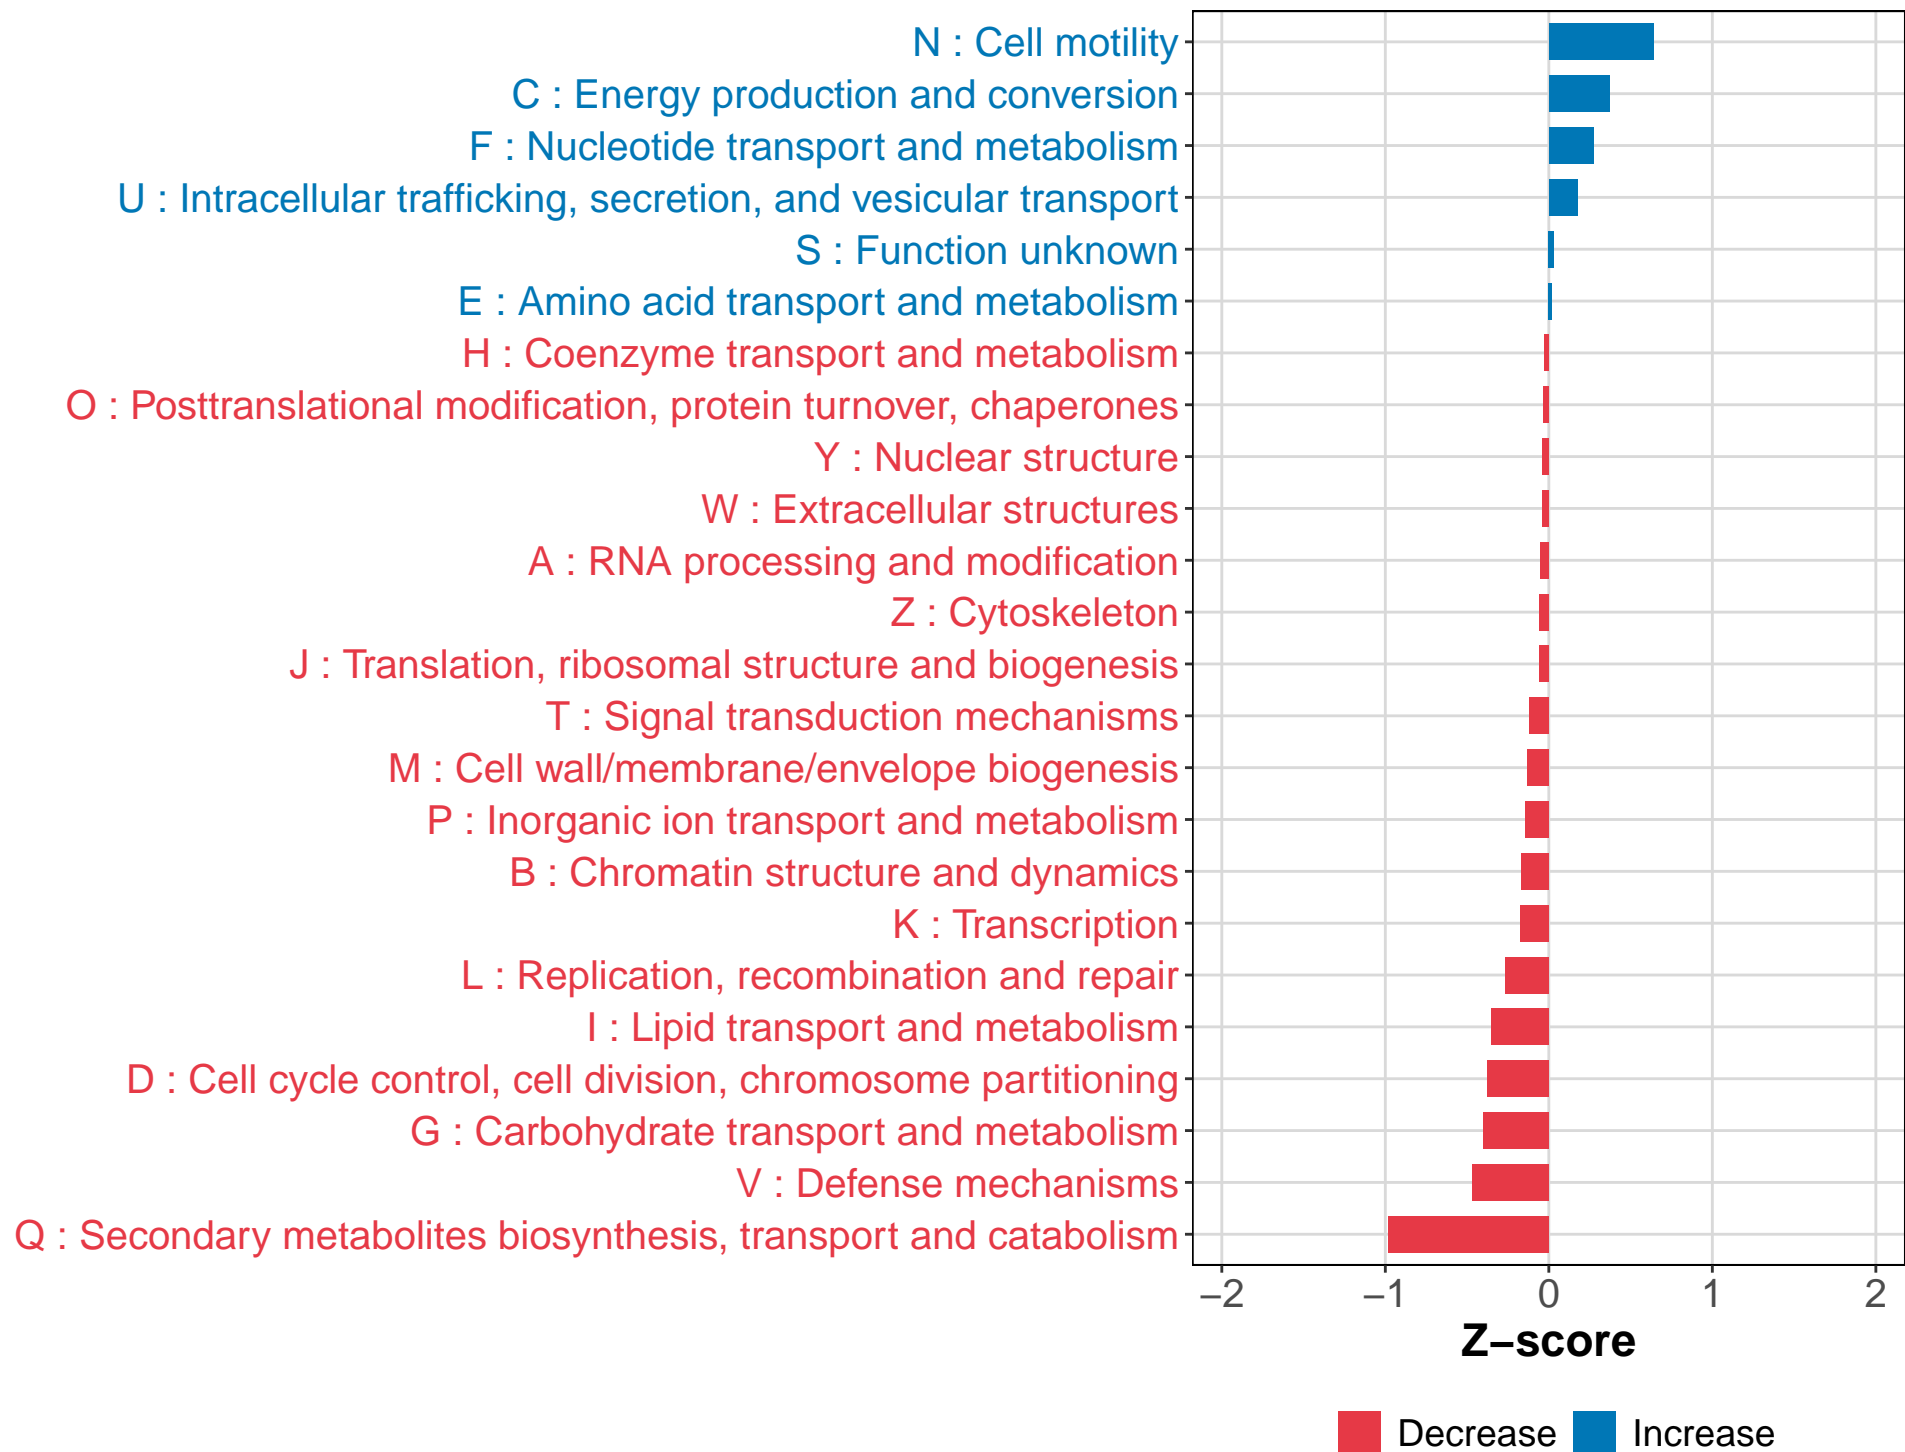 N : Cell motility
C : Energy production and conversion
F : Nucleotide transport and metabolism
U : Intracellular trafficking, secretion, and vesicular transport
S : Function unknown
E : Amino acid transport and metabolism
H : Coenzyme transport and metabolism
O : Posttranslational modification, protein turnover, chaperones
Y : Nuclear structure
W : Extracellular structures
A : RNA processing and modification
Z : Cytoskeleton
J : Translation, ribosomal structure and biogenesis
T : Signal transduction mechanisms
M : Cell wall/membrane/envelope biogenesis
P : Inorganic ion transport and metabolism
B : Chromatin structure and dynamics
K : Transcription
L : Replication, recombination and repair
I : Lipid transport and metabolism
D : Cell cycle control, cell division, chromosome partitioning
G : Carbohydrate transport and metabolism
V : Defense mechanisms
Q : Secondary metabolites biosynthesis, transport and catabolism
−2 −1 0 1 2
Z−score
Decrease Increase